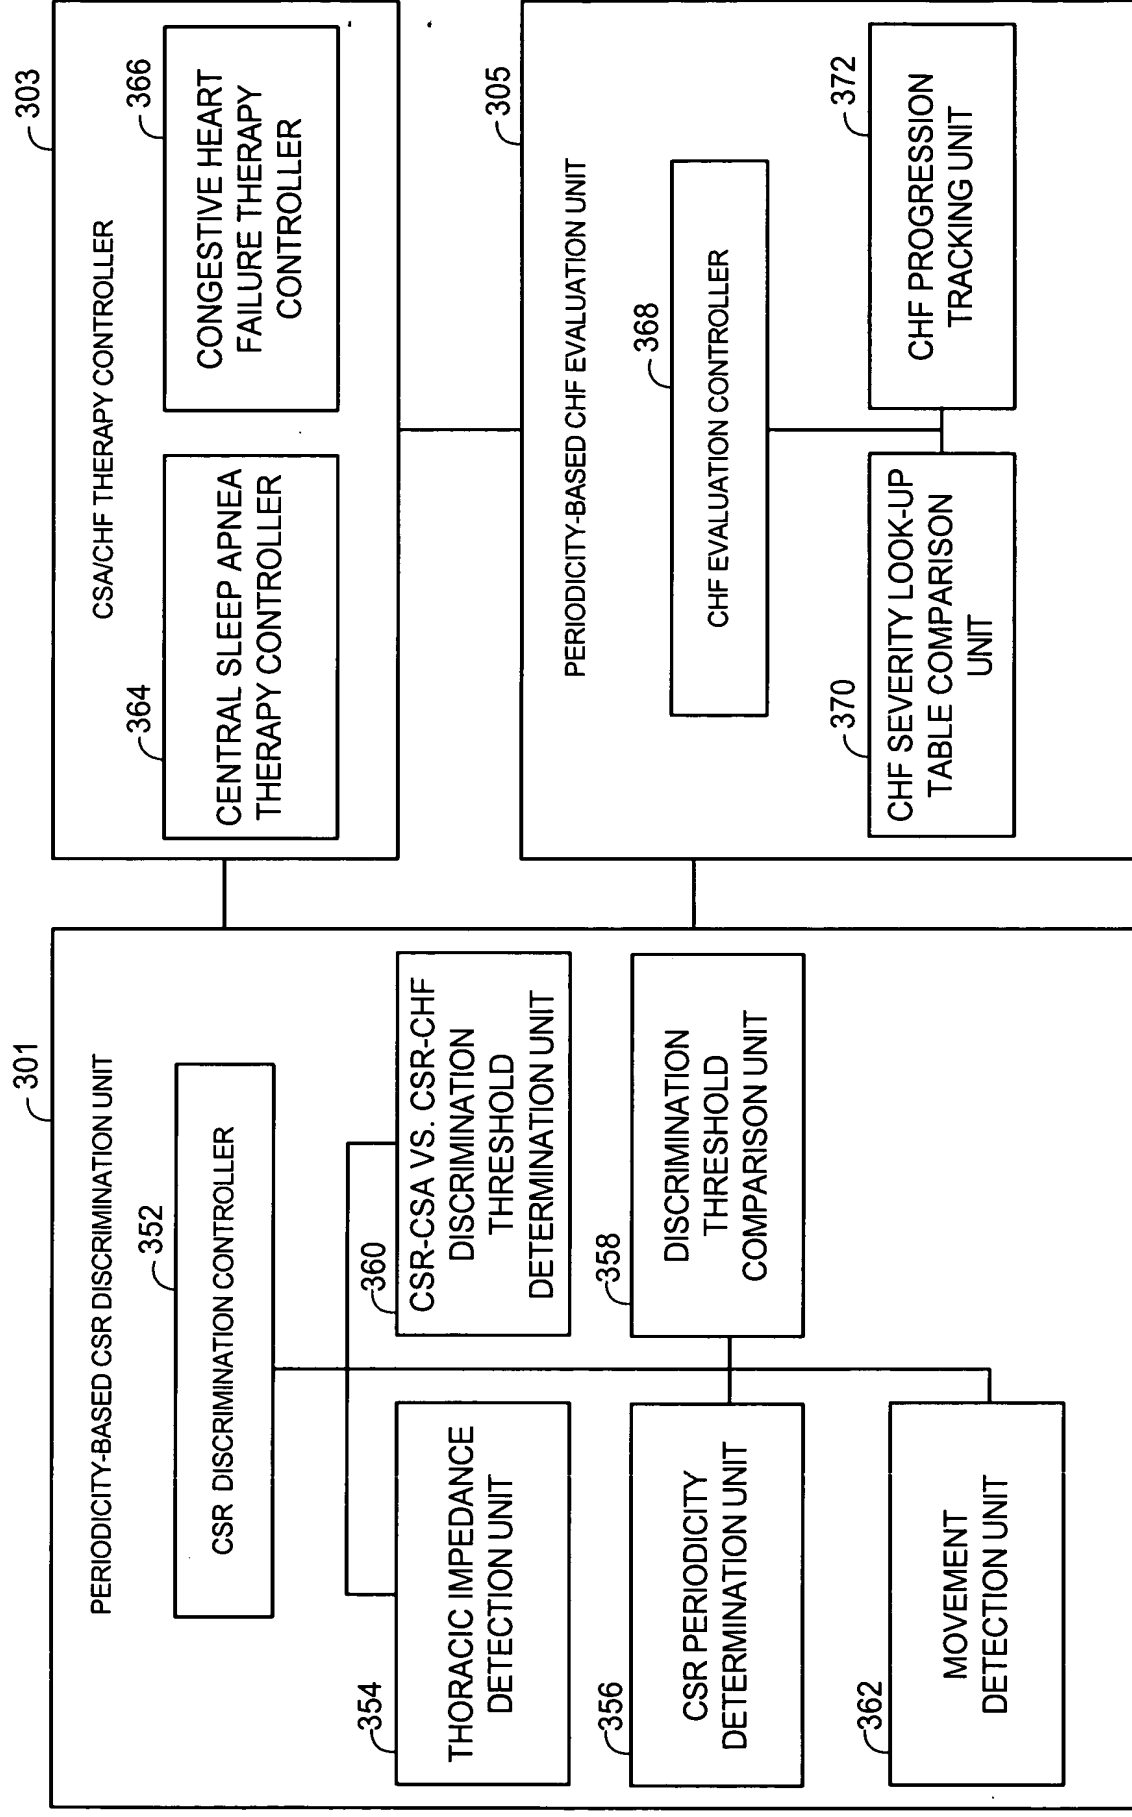 301
PERIODICITY-BASED CSR DISCRIMINATION UNIT
352
CSR DISCRIMINATION CONTROLLER
354
THORACIC IMPEDANCE
DETECTION UNIT
360
CSR-CSA VS. CSR-CHF
DISCRIMINATION
THRESHOLD
DETERMINATION UNIT
356
CSR PERIODICITY
DETERMINATION UNIT
358
DISCRIMINATION
THRESHOLD
COMPARISON UNIT
362
MOVEMENT
DETECTION UNIT
303
CSA/CHF THERAPY CONTROLLER
364
CENTRAL SLEEP APNEA
THERAPY CONTROLLER
366
CONGESTIVE HEART
FAILURE THERAPY
CONTROLLER
305
PERIODICITY-BASED CHF EVALUATION UNIT
368
CHF EVALUATION CONTROLLER
370
CHF SEVERITY LOOK-UP
TABLE COMPARISON
UNIT
372
CHF PROGRESSION
TRACKING UNIT